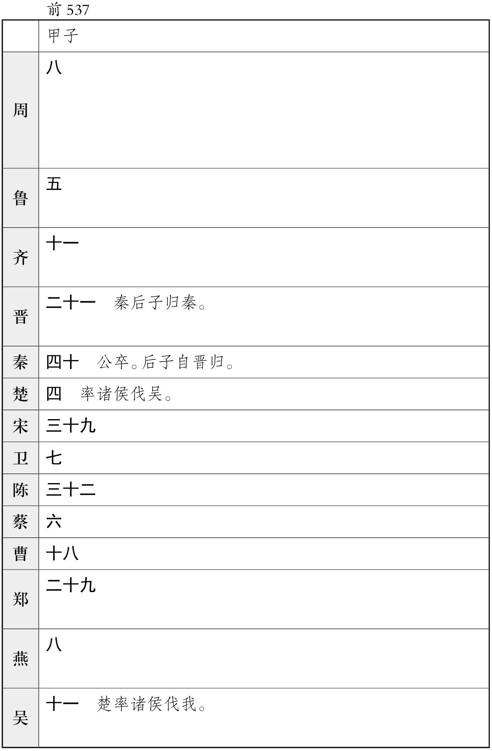 前 537
甲子
周 八
鲁 五
齐 十一
晋 二十一 秦后子归秦。
秦 四十 公卒。后子自晋归。
楚 四 率诸侯伐吴。
宋 三十九
卫 七
陈 三十二
蔡 六
曹 十八
郑 二十九
燕 八
吴 十一 楚率诸侯伐我。